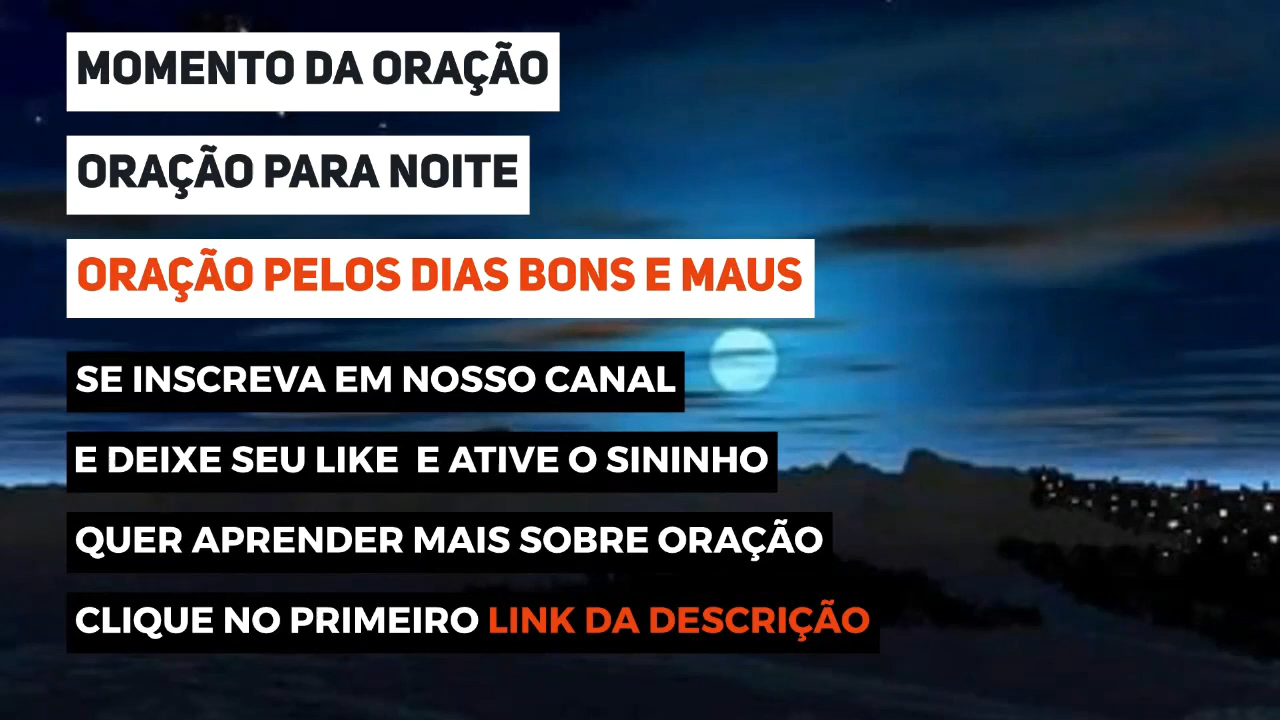 MOMENTO DA ORAÇÃO
ORAÇÃO PARA NOITE
ORAÇÃO PELOS DIAS BONS E MAUS
SE INSCREVA EM NOSSO CANAL
E DEIXE SEU LIKE E ATIVE O SININHO
QUER APRENDER MAIS SOBRE ORAÇÃO
CLIQUE NO PRIMEIRO LINK DA DESCRIÇÃO